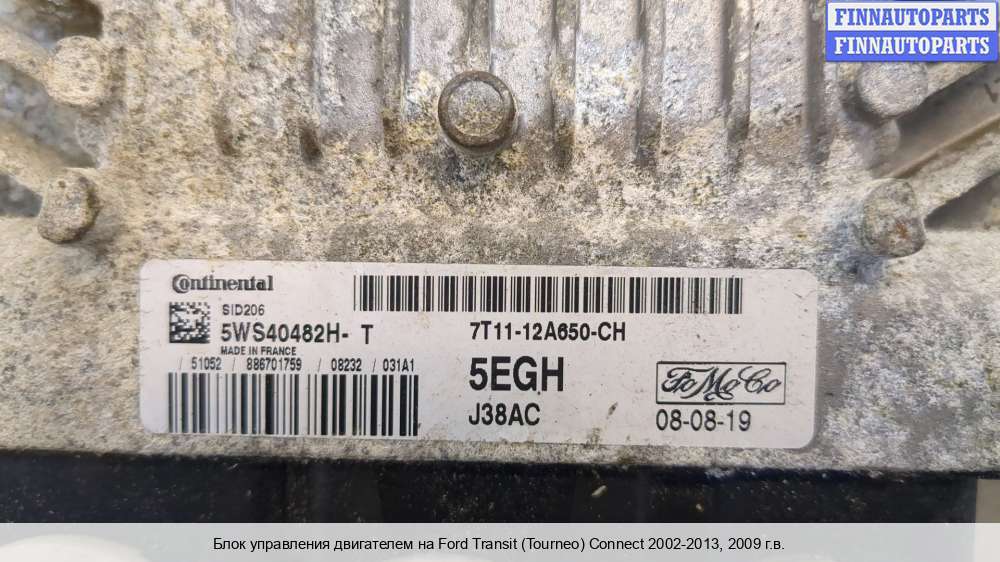 FINNAUTOPARTS
FINNAUTOPARTS
Continental
SID206
5WS40482H- T
MADE IN FRANCE
/ 51052 / 886701759 / 08232 / 031A1
7T11-12A650-CH
5EGH
J38AC
FoMoCo
08-08-19
Блок управления двигателем на Ford Transit (Tourneo) Connect 2002-2013, 2009 г.в.